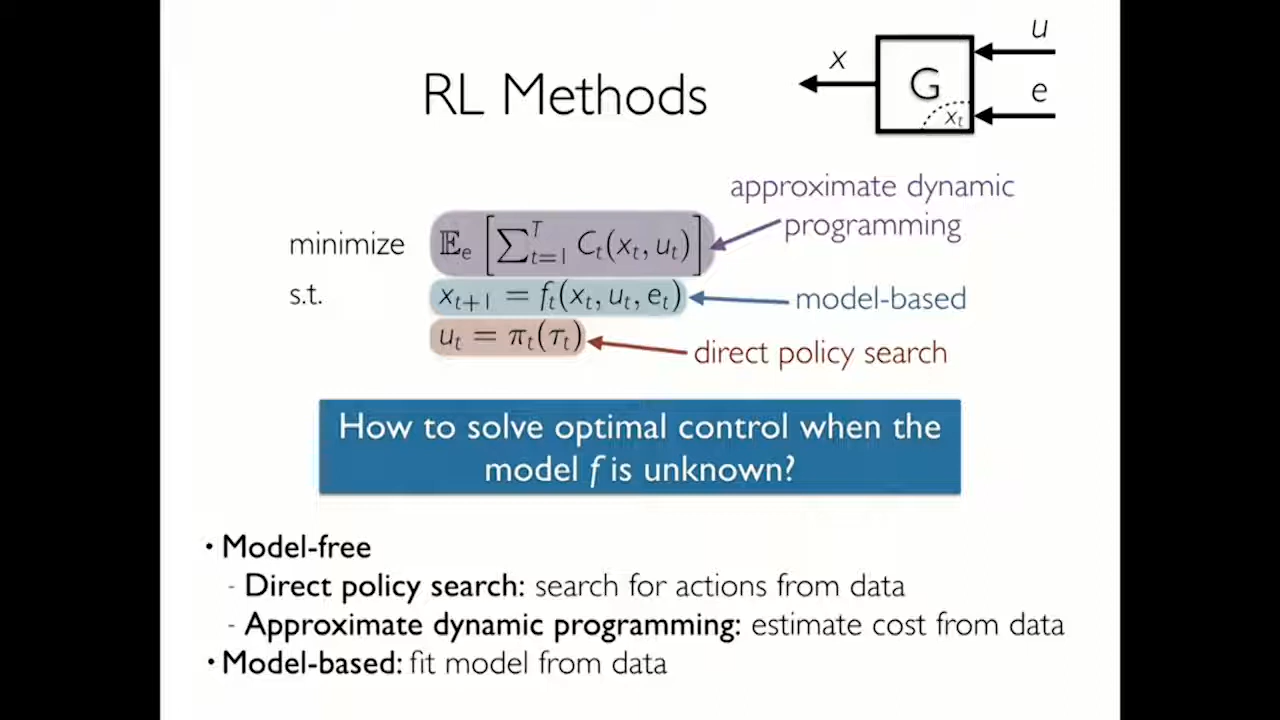 RL Methods
x
G
u
e
x_t
approximate dynamic
programming
minimize 𝔼_e [∑_{t=1}^{T} C_t(x_t, u_t)]
s.t. x_{t+1} = f_t(x_t, u_t, e_t)
model-based
u_t = π_t(τ_t)
direct policy search
How to solve optimal control when the
model f is unknown?
• Model-free
- Direct policy search: search for actions from data
- Approximate dynamic programming: estimate cost from data
• Model-based: fit model from data